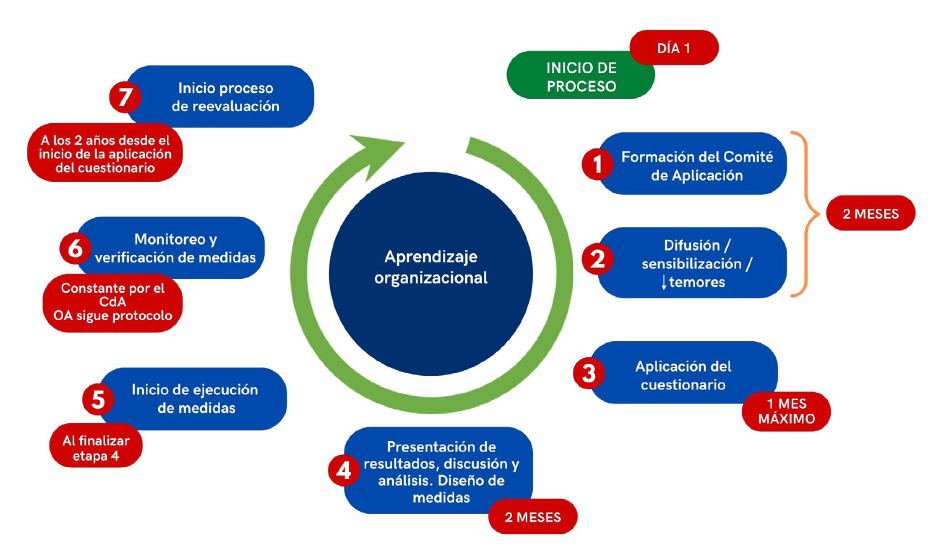 DÍA 1
INICIO DE
PROCESO
1
Formación del Comité
de Aplicación
2
Difusión /
sensibilización /
↓temores
2 MESES
3
Aplicación del
cuestionario
1 MES
MÁXIMO
4
Presentación de
resultados, discusión y
análisis. Diseño de
medidas
2 MESES
5
Inicio de ejecución
de medidas
Al finalizar
etapa 4
6
Monitoreo y
verificación de medidas
Constante por el
CdA
OA sigue protocolo
7
Inicio proceso
de reevaluación
A los 2 años desde el
inicio de la aplicación
del cuestionario
Aprendizaje
organizacional